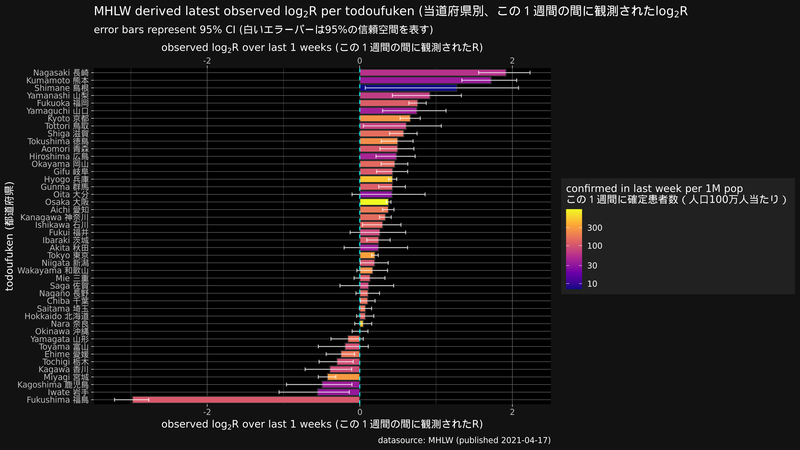 MHLW derived latest observed log₂R per todoufuken (当道府県別、この１週間の間に観測されたlog₂R
error bars represent 95% CI (白いエラーバーは95%の信頼空間を表す)
observed log₂R over last 1 weeks (この１週間の間に観測されたR)
-2 0 2
todoufuken (都道府県)
Nagasaki 長崎
Kumamoto 熊本
Shimane 島根
Yamanashi 山梨
Fukuoka 福岡
Yamaguchi 山口
Kyoto 京都
Tottori 鳥取
Shiga 滋賀
Tokushima 徳島
Aomori 青森
Hiroshima 広島
Okayama 岡山
Gifu 岐阜
Hyogo 兵庫
Gunma 群馬
Oita 大分
Osaka 大阪
Aichi 愛知
Kanagawa 神奈川
Ishikawa 石川
Fukui 福井
Ibaraki 茨城
Akita 秋田
Tokyo 東京
Niigata 新潟
Wakayama 和歌山
Mie 三重
Saga 佐賀
Nagano 長野
Chiba 千葉
Saitama 埼玉
Hokkaido 北海道
Nara 奈良
Okinawa 沖縄
Yamagata 山形
Toyama 富山
Ehime 愛媛
Tochigi 栃木
Kagawa 香川
Miyagi 宮城
Kagoshima 鹿児島
Iwate 岩手
Fukushima 福島
-2 0 2
observed log₂R over last 1 weeks (この１週間の間に観測されたR)
confirmed in last week per 1M pop
この１週間に確定患者数 ( 人口100万人当たり )
300
100
30
10
datasource: MHLW (published 2021-04-17)